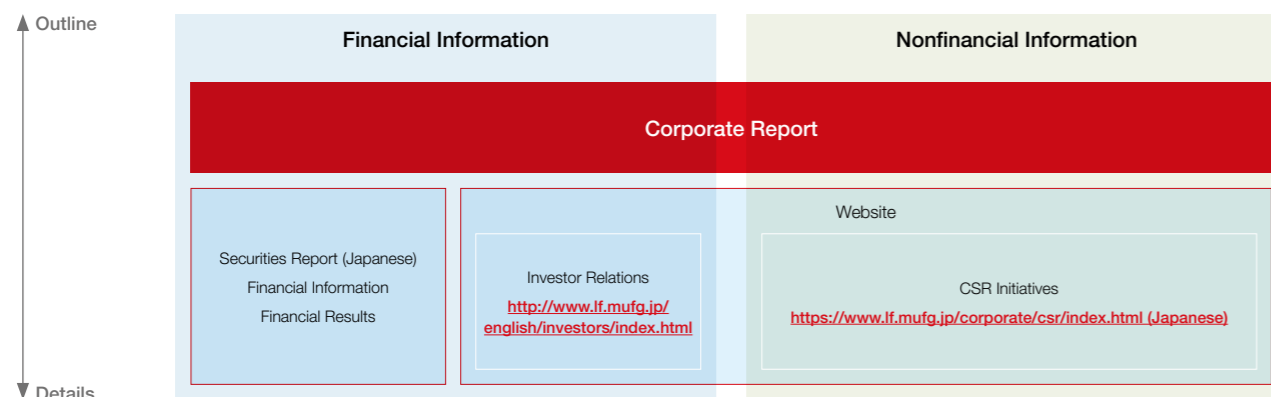 Outline
Financial Information
Nonfinancial Information
Corporate Report
Website
Securities Report (Japanese)
Financial Information
Financial Results
Investor Relations
http://www.lf.mufg.jp/
english/investors/index.html
CSR Initiatives
https://www.lf.mufg.jp/corporate/csr/index.html (Japanese)
Details